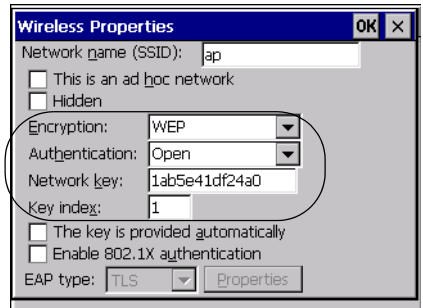 Wireless Properties OK ×
Network name (SSID): ap
This is an ad hoc network
Hidden
Encryption: WEP
Authentication: Open
Network key: 1ab5e41df24a0
Key index: 1
The key is provided automatically
Enable 802.1X authentication
EAP type: TLS Properties